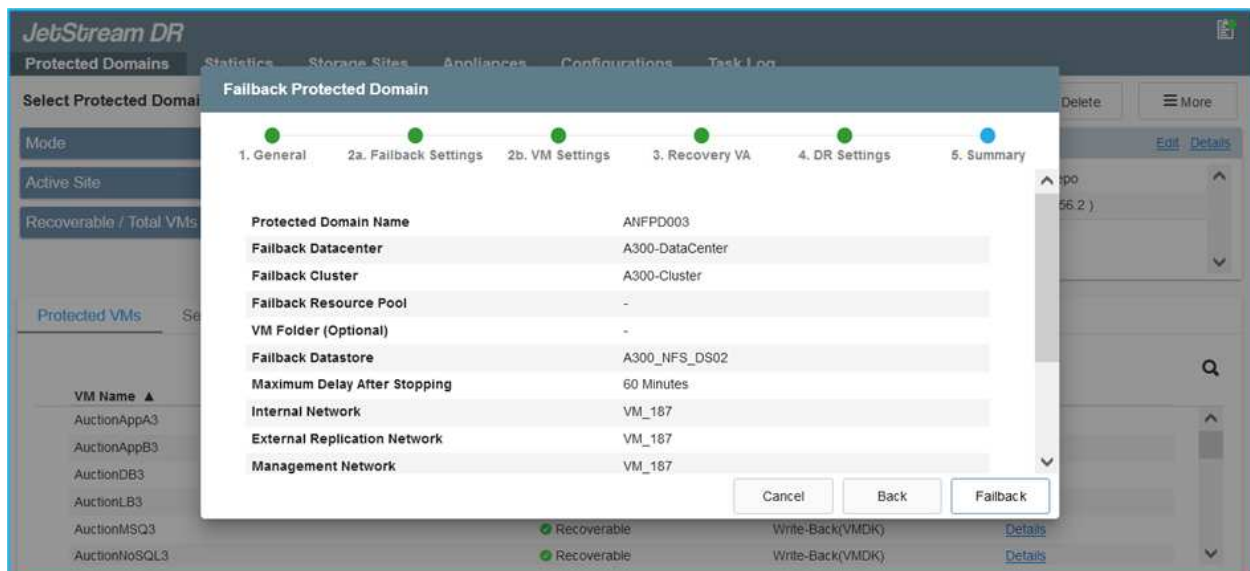 JetStream DR
Protected Domains Statistics Storage Sites Appliances Configurations Task Log
Select Protected Domai
Delete
More
Failback Protected Domain
Mode
Edit Details
1. General 2a. Failback Settings 2b. VM Settings 3. Recovery VA 4. DR Settings 5. Summary
Active Site
epo
56.2 )
Recoverable / Total VMs
Protected Domain Name ANFPD003
Failback Datacenter A300-DataCenter
Failback Cluster A300-Cluster
Failback Resource Pool -
Protected VMs Se
VM Folder (Optional) -
Failback Datastore A300_NFS_DS02
Maximum Delay After Stopping 60 Minutes
VM Name ▲
Internal Network VM_187
AuctionAppA3
External Replication Network VM_187
AuctionAppB3
Management Network VM_187
AuctionDB3
Cancel Back Failback
AuctionLB3
AuctionMSQ3 Recoverable Write-Back(VMDK) Details
AuctionNoSQL3 Recoverable Write-Back(VMDK) Details